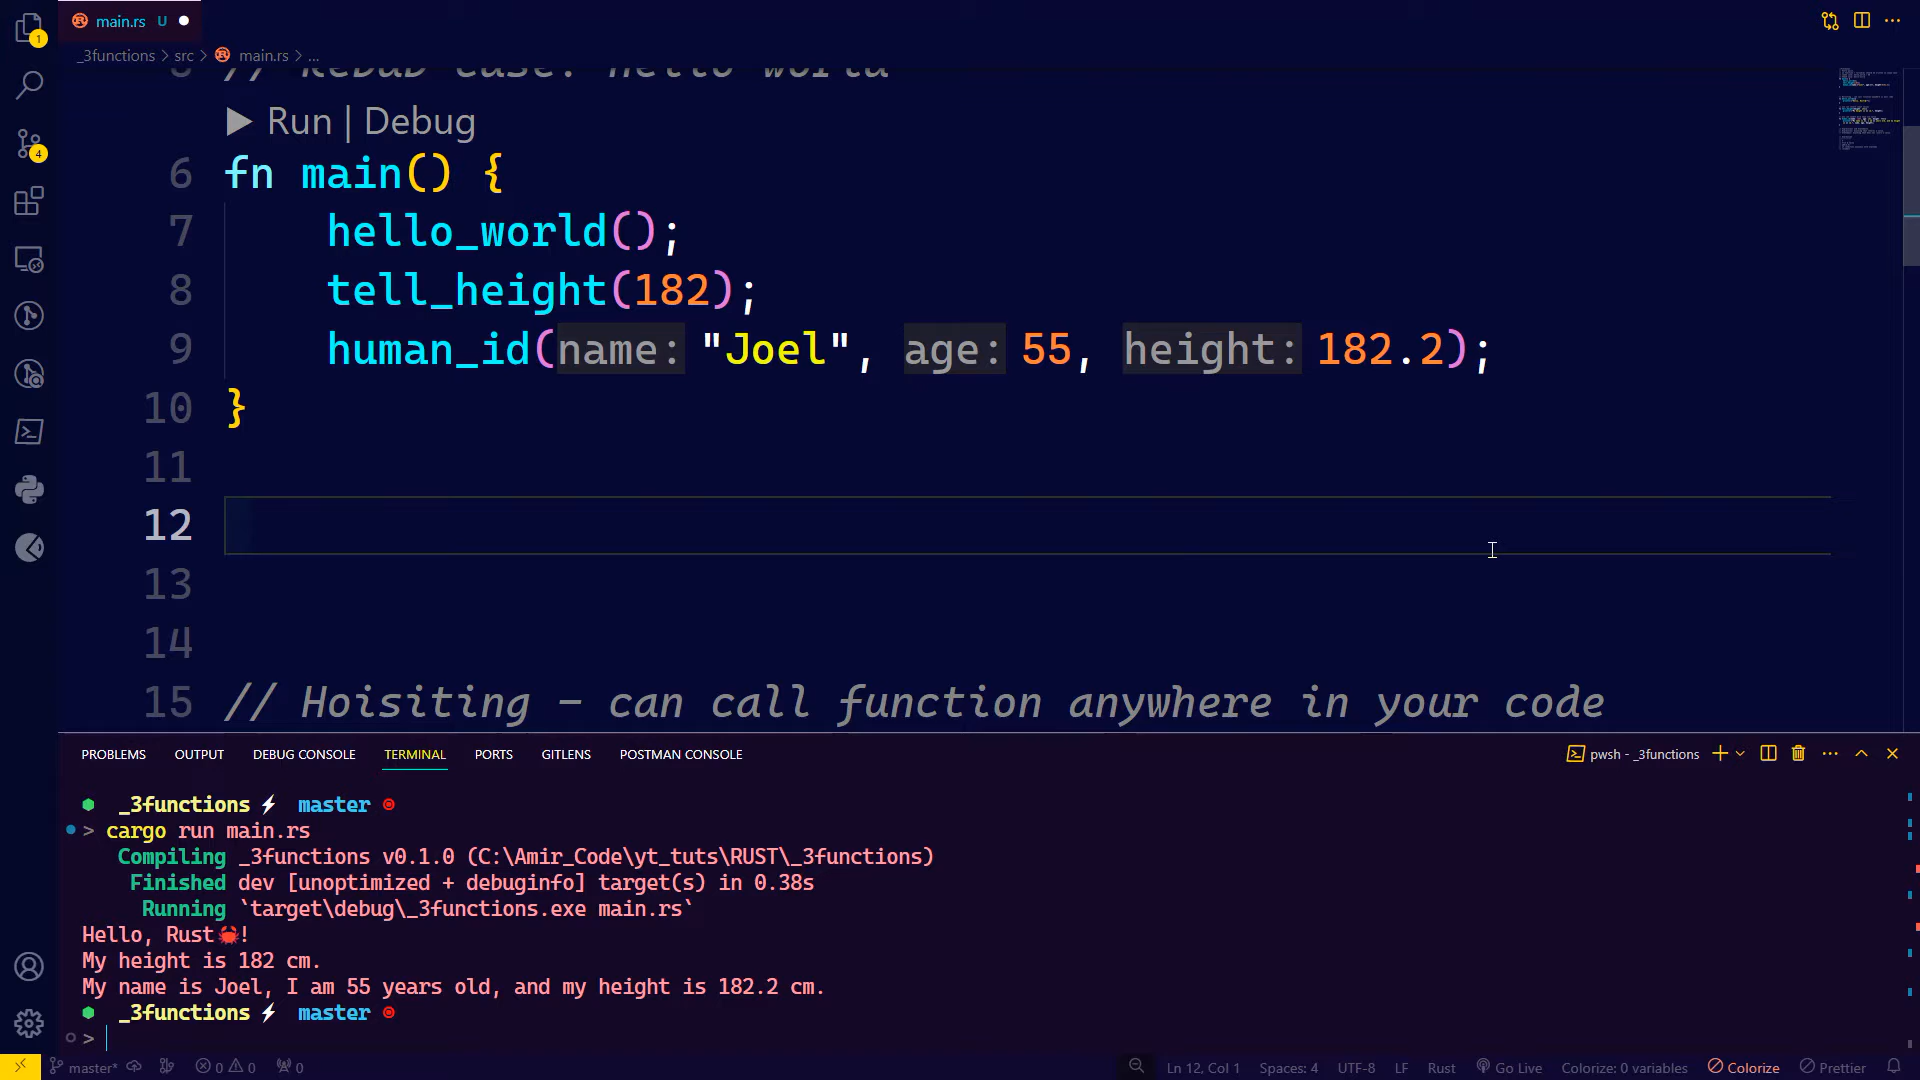 main.rs U
_3functions > src > main.rs > ...
// KeBaB case: hello world
Run | Debug
6 fn main() {
7 hello_world();
8 tell_height(182);
9 human_id(name: "Joel", age: 55, height: 182.2);
10 }
11
12
13
14
15 // Hoisiting – can call function anywhere in your code
1
4
PROBLEMS OUTPUT DEBUG CONSOLE TERMINAL PORTS GITLENS POSTMAN CONSOLE
pwsh - _3functions
_3functions master
> cargo run main.rs
Compiling _3functions v0.1.0 (C:\Amir_Code\yt_tuts\RUST\_3functions)
Finished dev [unoptimized + debuginfo] target(s) in 0.38s
Running `target\debug\_3functions.exe main.rs`
Hello, Rust🦀!
My height is 182 cm.
My name is Joel, I am 55 years old, and my height is 182.2 cm.
_3functions master
>
master* 0 0 0 Ln 12, Col 1 Spaces: 4 UTF-8 LF Rust Go Live Colorize: 0 variables Colorize Prettier